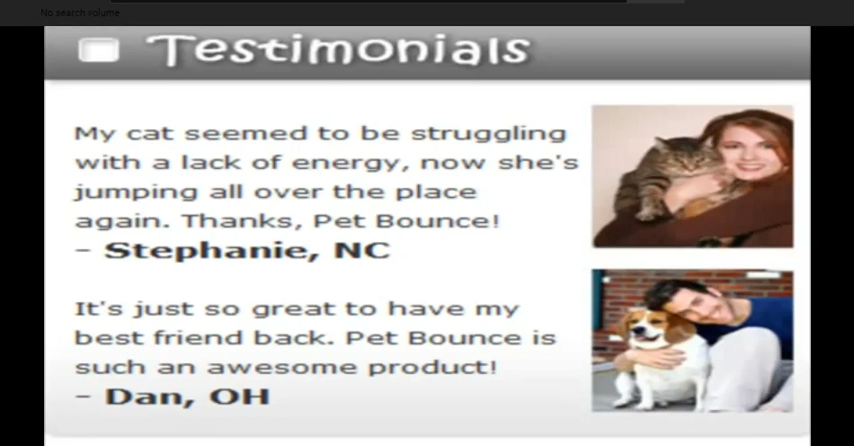 No search volume
Testimonials
My cat seemed to be struggling
with a lack of energy, now she's
jumping all over the place
again. Thanks, Pet Bounce!
– Stephanie, NC
It's just so great to have my
best friend back. Pet Bounce is
such an awesome product!
– Dan, OH